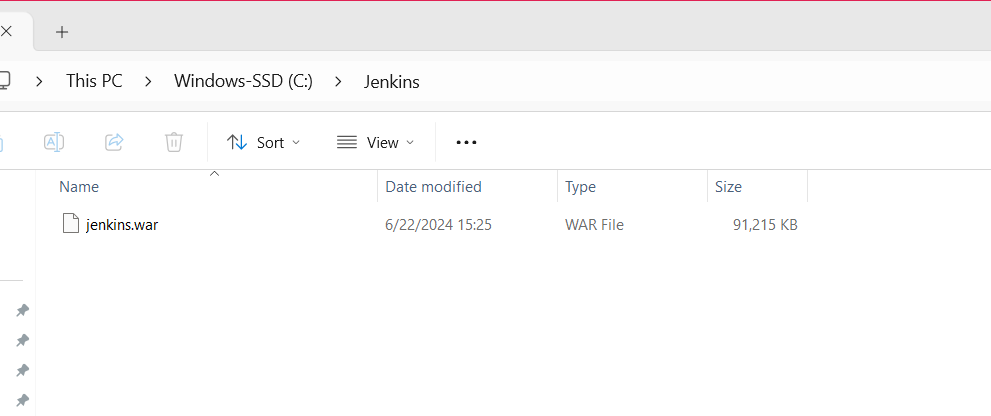 This PC > Windows-SSD (C:) > Jenkins
Sort View
Name Date modified Type Size
jenkins.war 6/22/2024 15:25 WAR File 91,215 KB